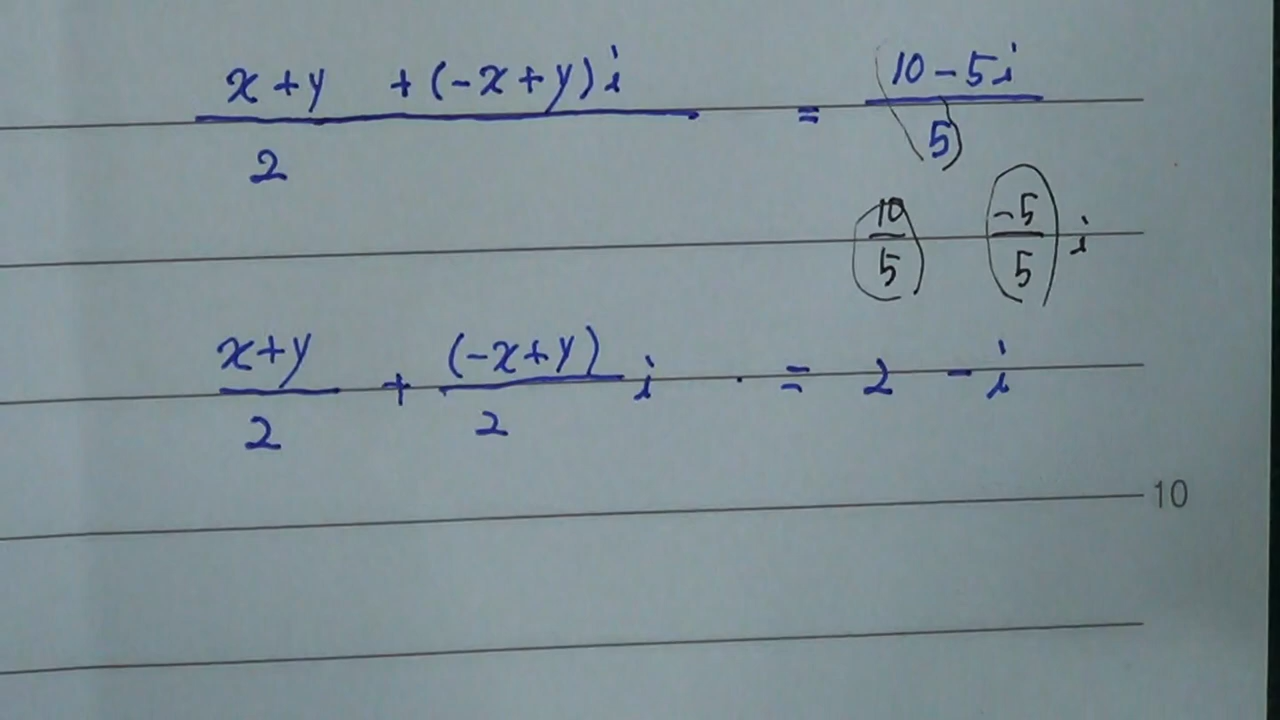 x+y +(-x+y)i = 10-5i
2 5
10 -5 i
5 5
x+y + (-x+y) i = 2 -i
2 2
10